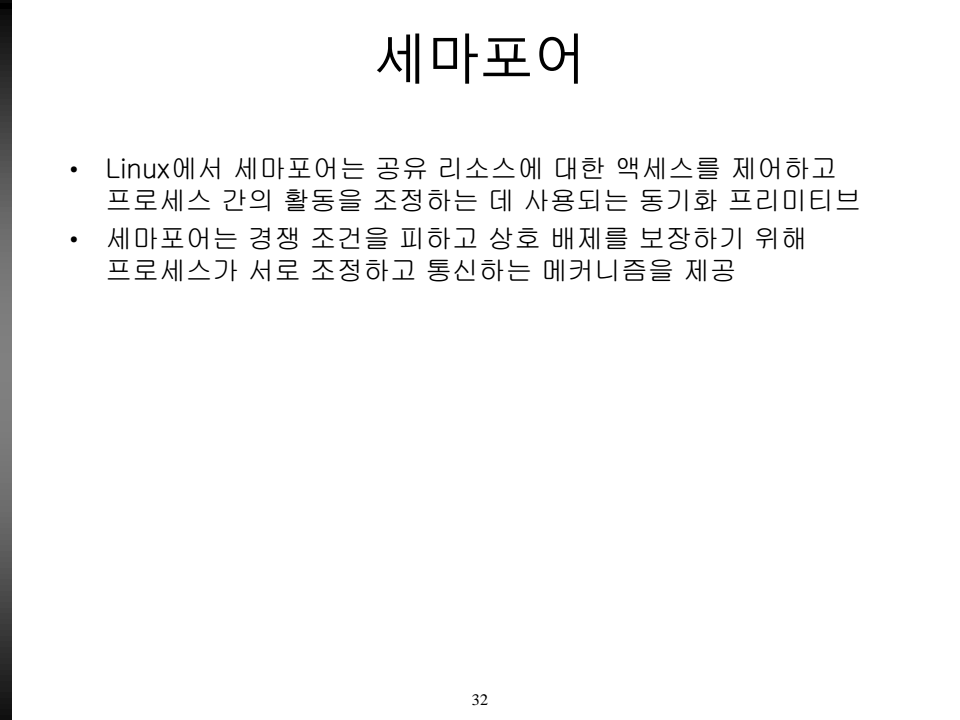 세마포어
• Linux에서 세마포어는 공유 리소스에 대한 액세스를 제어하고
프로세스 간의 활동을 조정하는 데 사용되는 동기화 프리미티브
• 세마포어는 경쟁 조건을 피하고 상호 배제를 보장하기 위해
프로세스가 서로 조정하고 통신하는 메커니즘을 제공
32